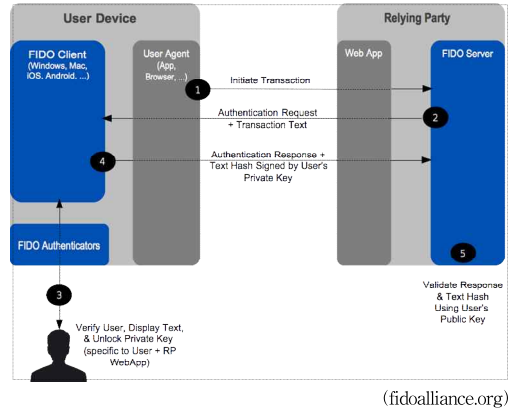 User Device
Relying Party
FIDO Client
(Windows, Mac,
iOS. Android. ...)
User Agent
(App,
Browser, ...)
Web App
FIDO Server
1
Initiate Transaction
Authentication Request
+ Transaction Text
2
4
Authentication Response +
Text Hash Signed by User's
Private Key
FIDO Authenticators
5
3
Validate Response
& Text Hash
Using User's
Public Key
Verify User, Display Text,
& Unlock Private Key
(specific to User + RP
WebApp)
(fidoalliance.org)